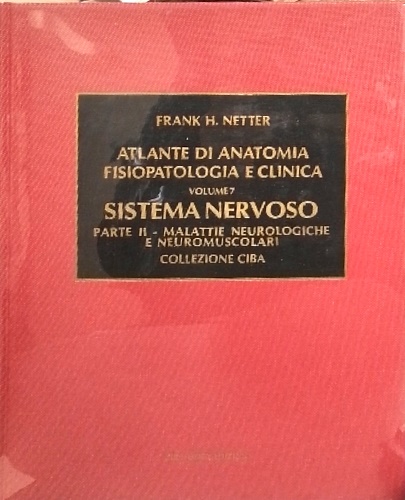 FRANK H. NETTER
ATLANTE DI ANATOMIA
FISIOPATOLOGIA E CLINICA
VOLUME 7
SISTEMA NERVOSO
PARTE II - MALATTIE NEUROLOGICHE
E NEUROMUSCOLARI
COLLEZIONE CIBA